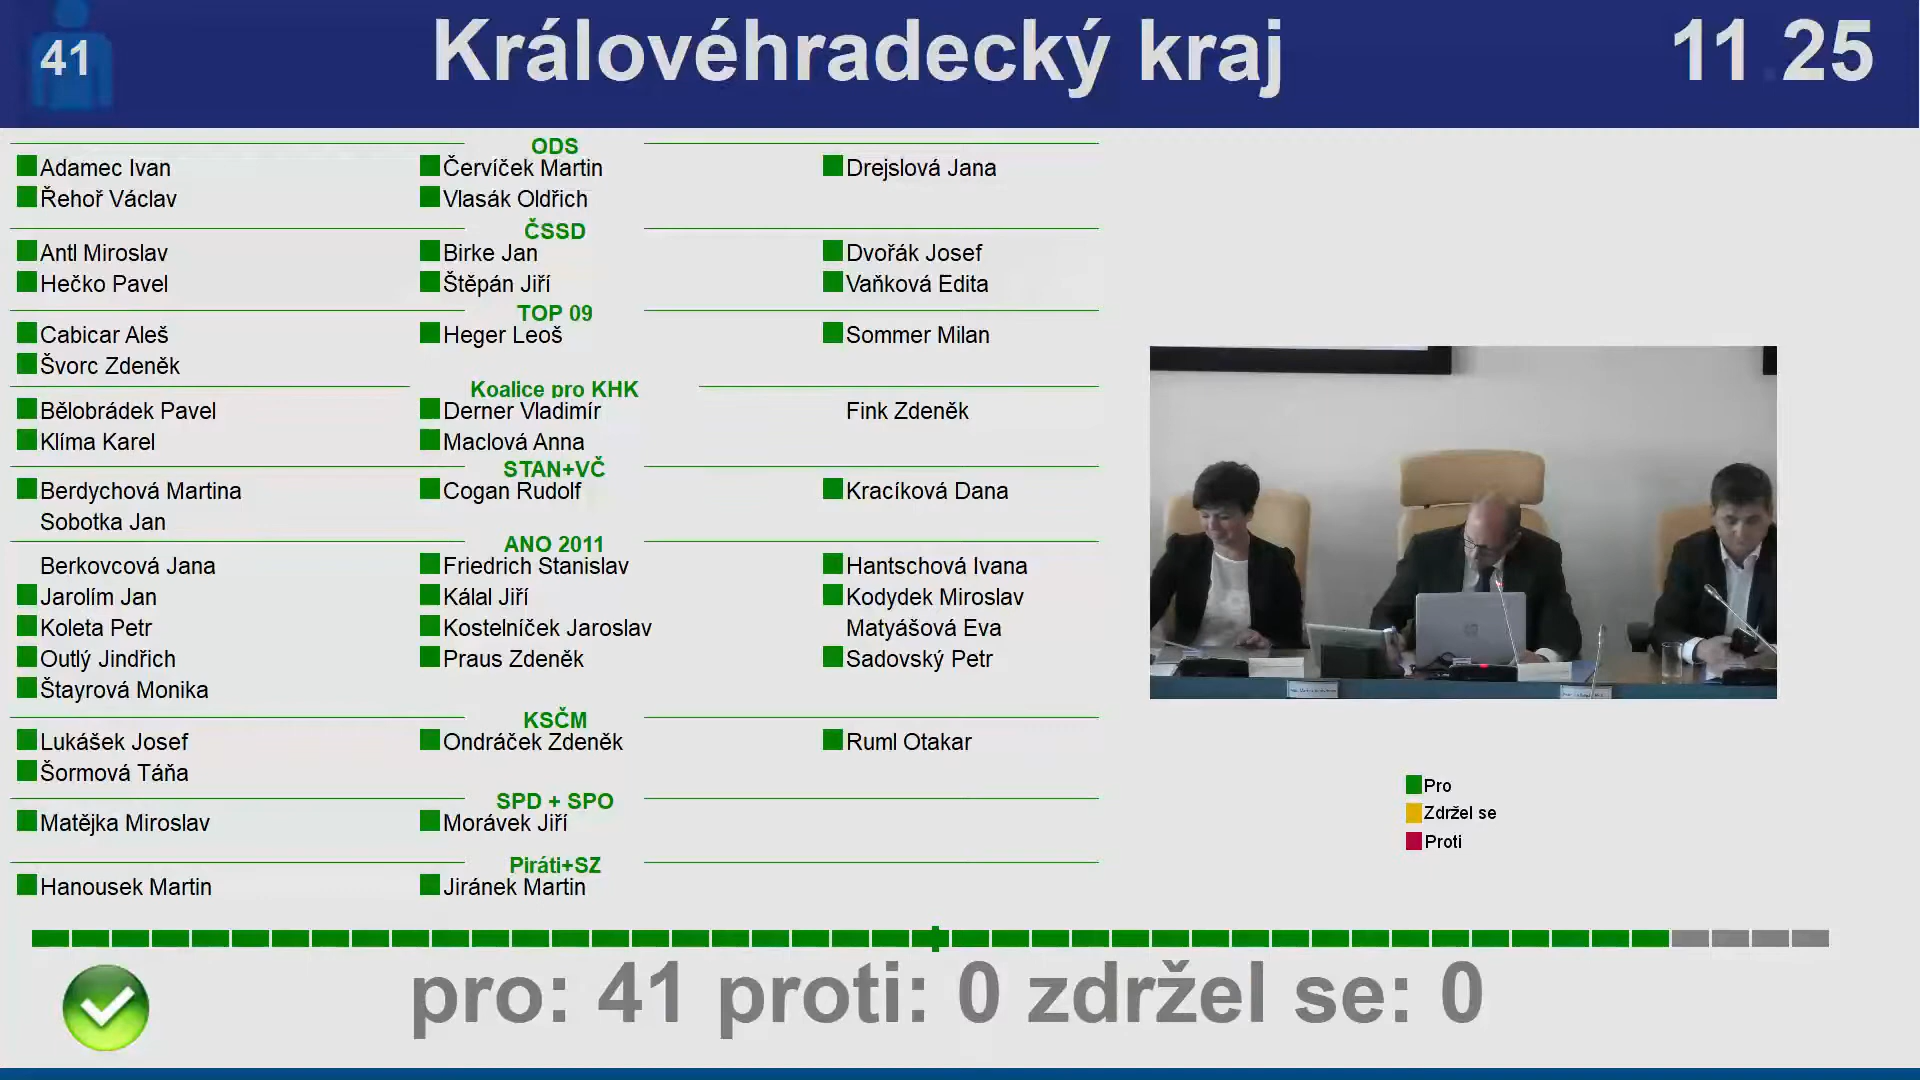 41 Královéhradecký kraj 11.25
ODS
Adamec Ivan Červíček Martin Drejslová Jana
Řehoř Václav Vlasák Oldřich
ČSSD
Antl Miroslav Birke Jan Dvořák Josef
Hečko Pavel Štěpán Jiří Vaňková Edita
TOP 09
Cabicar Aleš Heger Leoš Sommer Milan
Švorc Zdeněk
Koalice pro KHK
Bělobrádek Pavel Derner Vladimír Fink Zdeněk
Klíma Karel Maclová Anna
STAN+VČ
Berdychová Martina Cogan Rudolf Kracíková Dana
Sobotka Jan
ANO 2011
Berkovcová Jana Friedrich Stanislav Hantschová Ivana
Jarolím Jan Kálal Jiří Kodydek Miroslav
Koleta Petr Kostelníček Jaroslav Matyášová Eva
Outlý Jindřich Praus Zdeněk Sadovský Petr
Štayrová Monika
KSČM
Lukášek Josef Ondráček Zdeněk Ruml Otakar
Šormová Táňa
SPD + SPO
Matějka Miroslav Morávek Jiří
Piráti+SZ
Hanousek Martin Jiránek Martin
Pro
Zdržel se
Proti
pro: 41 proti: 0 zdržel se: 0